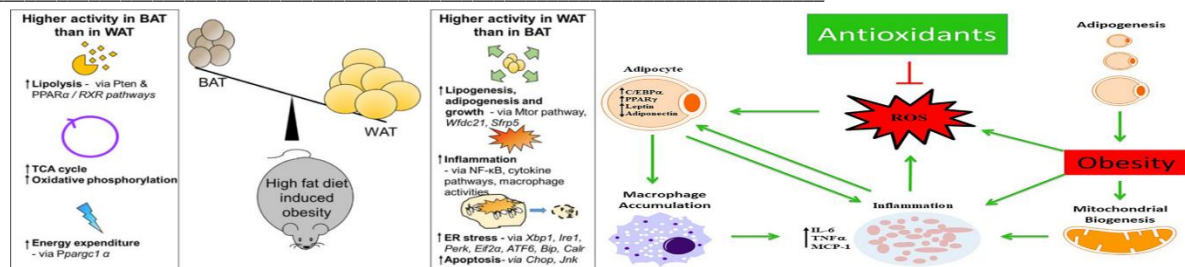 Higher activity in BAT
than in WAT
↑Lipolysis - via Pten &
PPARα / RXR pathways
↑TCA cycle
↑Oxidative phosphorylation
↑Energy expenditure
- via Ppargc1 α
BAT
WAT
High fat diet
induced
obesity
Higher activity in WAT
than in BAT
↑Lipogenesis,
adipogenesis and
growth - via Mtor pathway,
Wfdc21, Sfrp5
↑Inflammation
- via NF-κB, cytokine
pathways, macrophage
activities
↑ER stress - via Xbp1, Ire1,
Perk, Eif2α, ATF6, Bip, Calr
↑Apoptosis - via Chop, Jnk
Antioxidants
Adipogenesis
Adipocyte
↑C/EBPα
↑PPARγ
↑Leptin
↓Adiponectin
ROS
Obesity
Macrophage
Accumulation
Inflammation
↑IL-6
TNFα
MCP-1
Mitochondrial
Biogenesis